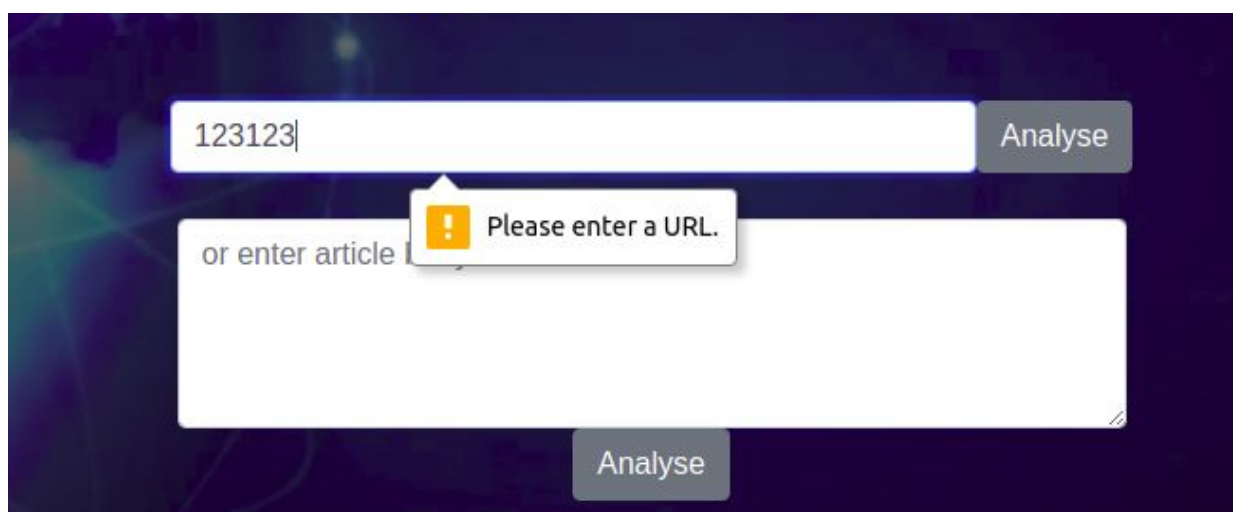 123123
Analyse
Please enter a URL.
or enter article
Analyse